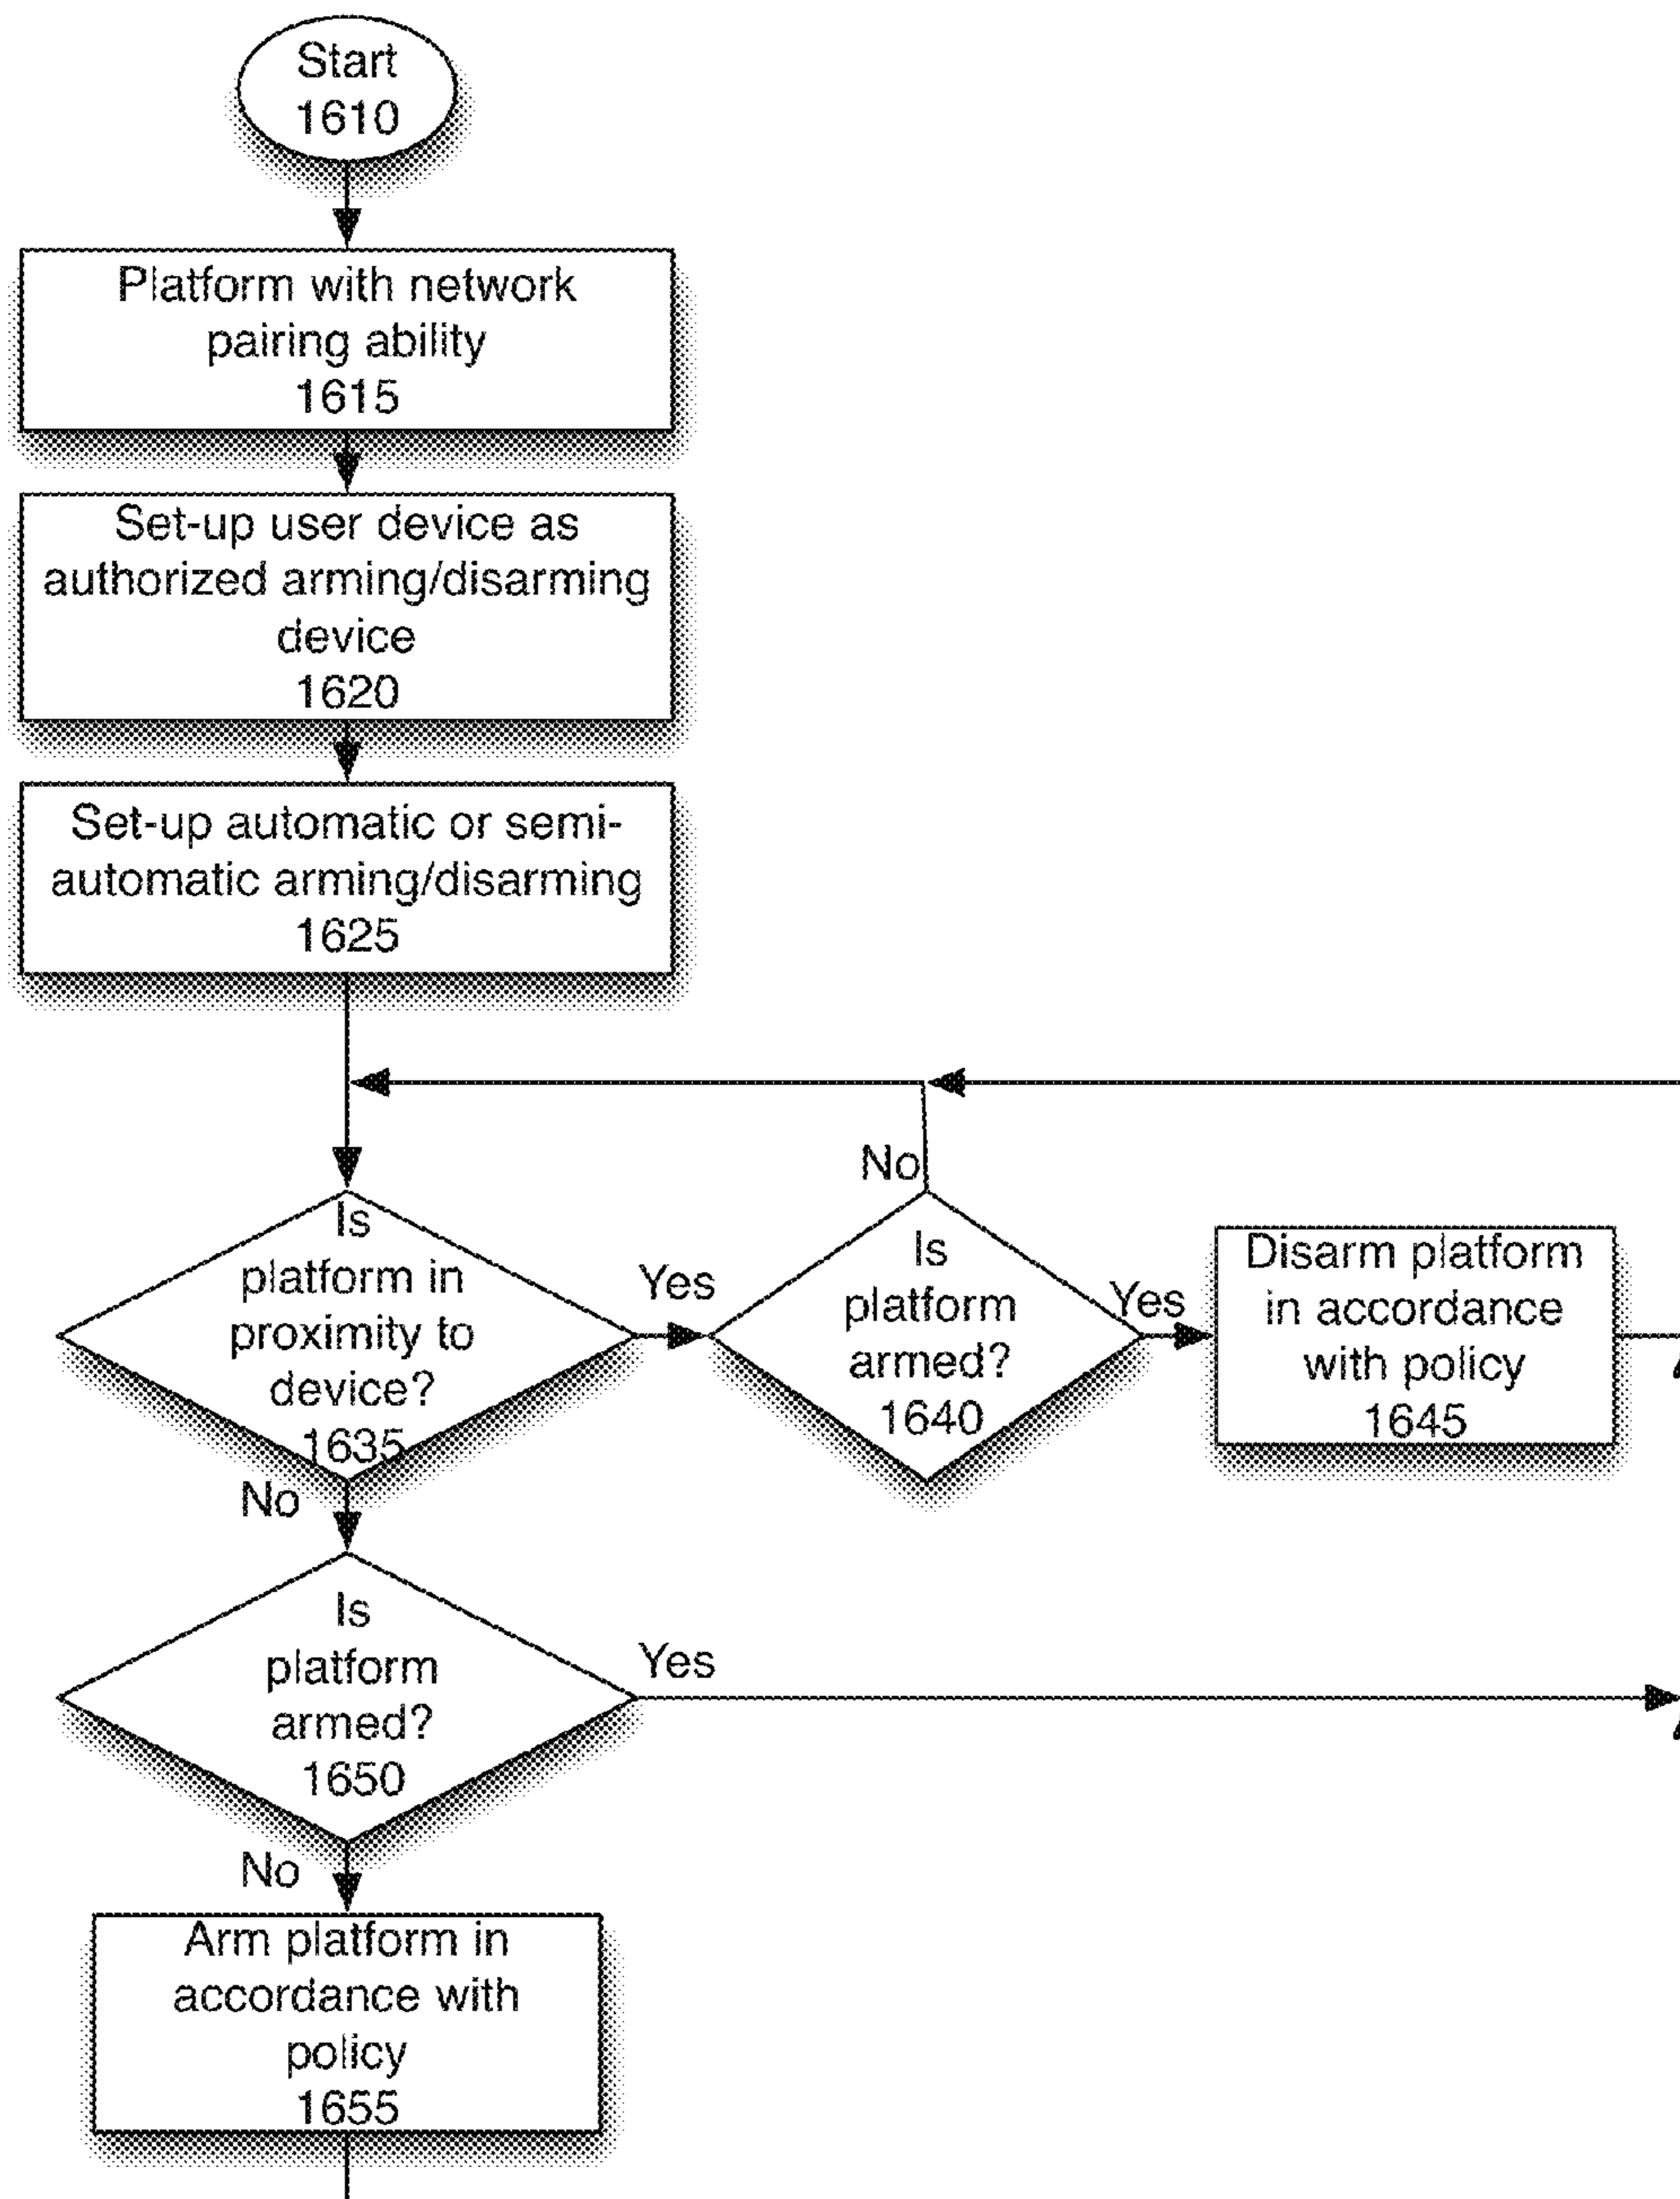 Start
1610
Platform with network
pairing ability
1615
Set-up user device as
authorized arming/disarming
device
1620
Set-up automatic or semi-
automatic arming/disarming
1625
No
Is
platform in
proximity to
device?
1635
Yes
Is
platform
armed?
1640
Yes
Disarm platform
in accordance
with policy
1645
No
Is
platform
armed?
1650
Yes
No
Arm platform in
accordance with
policy
1655